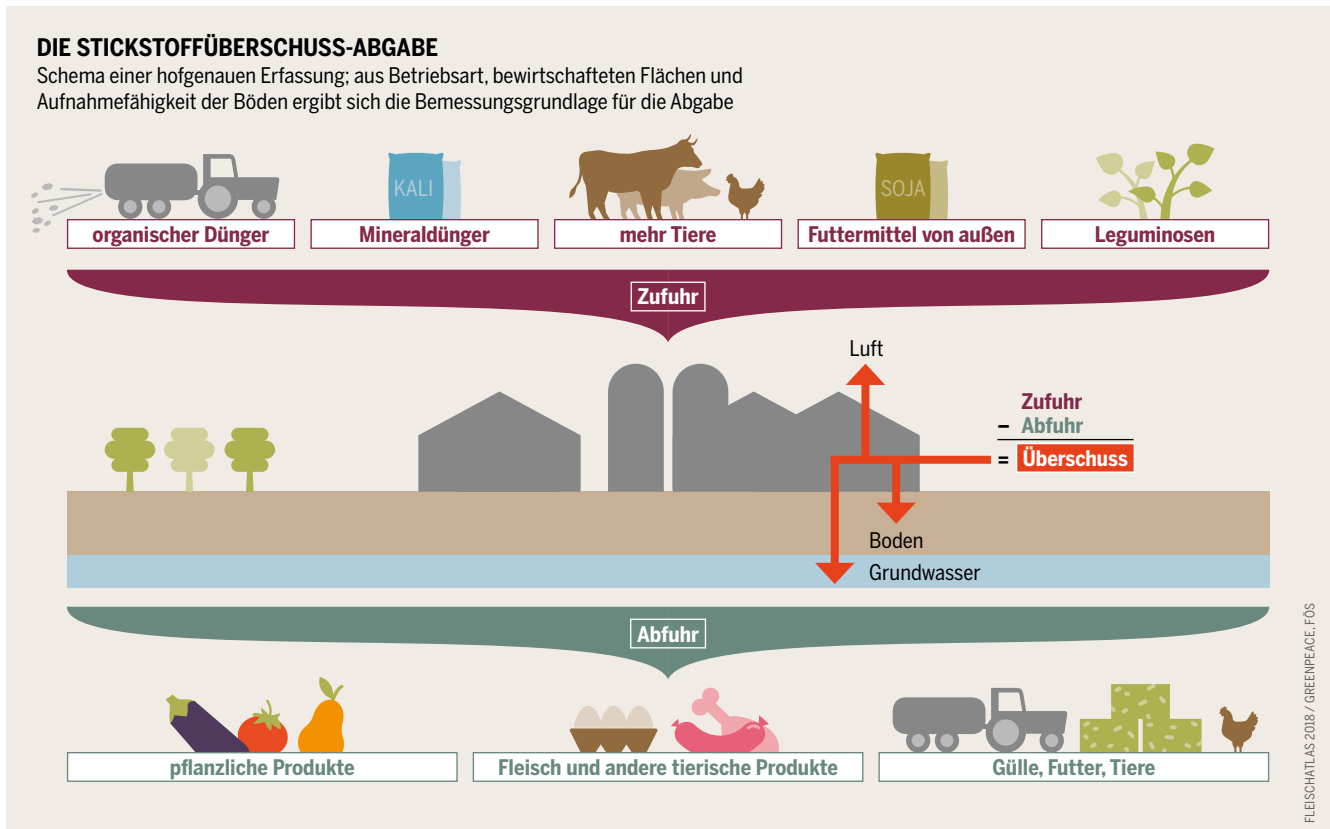 DIE STICKSTOFFÜBERSCHUSS-ABGABE
Schema einer hofgenauen Erfassung; aus Betriebsart, bewirtschafteten Flächen und
Aufnahmefähigkeit der Böden ergibt sich die Bemessungsgrundlage für die Abgabe
KALI
SOJA
organischer Dünger
Mineraldünger
mehr Tiere
Futtermittel von außen
Leguminosen
Zufuhr
Luft
Zufuhr
– Abfuhr
= Überschuss
Boden
Grundwasser
Abfuhr
pflanzliche Produkte
Fleisch und andere tierische Produkte
Gülle, Futter, Tiere
FLEISCHATLAS 2018 / GREENPEACE, FÖS